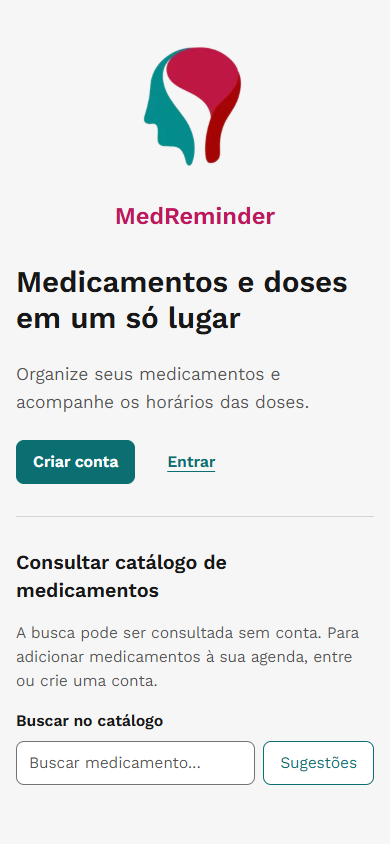 MedReminder
Medicamentos e doses
em um só lugar
Organize seus medicamentos e
acompanhe os horários das doses.
Criar conta
Entrar
Consultar catálogo de
medicamentos
A busca pode ser consultada sem conta. Para
adicionar medicamentos à sua agenda, entre
ou crie uma conta.
Buscar no catálogo
Buscar medicamento...
Sugestões